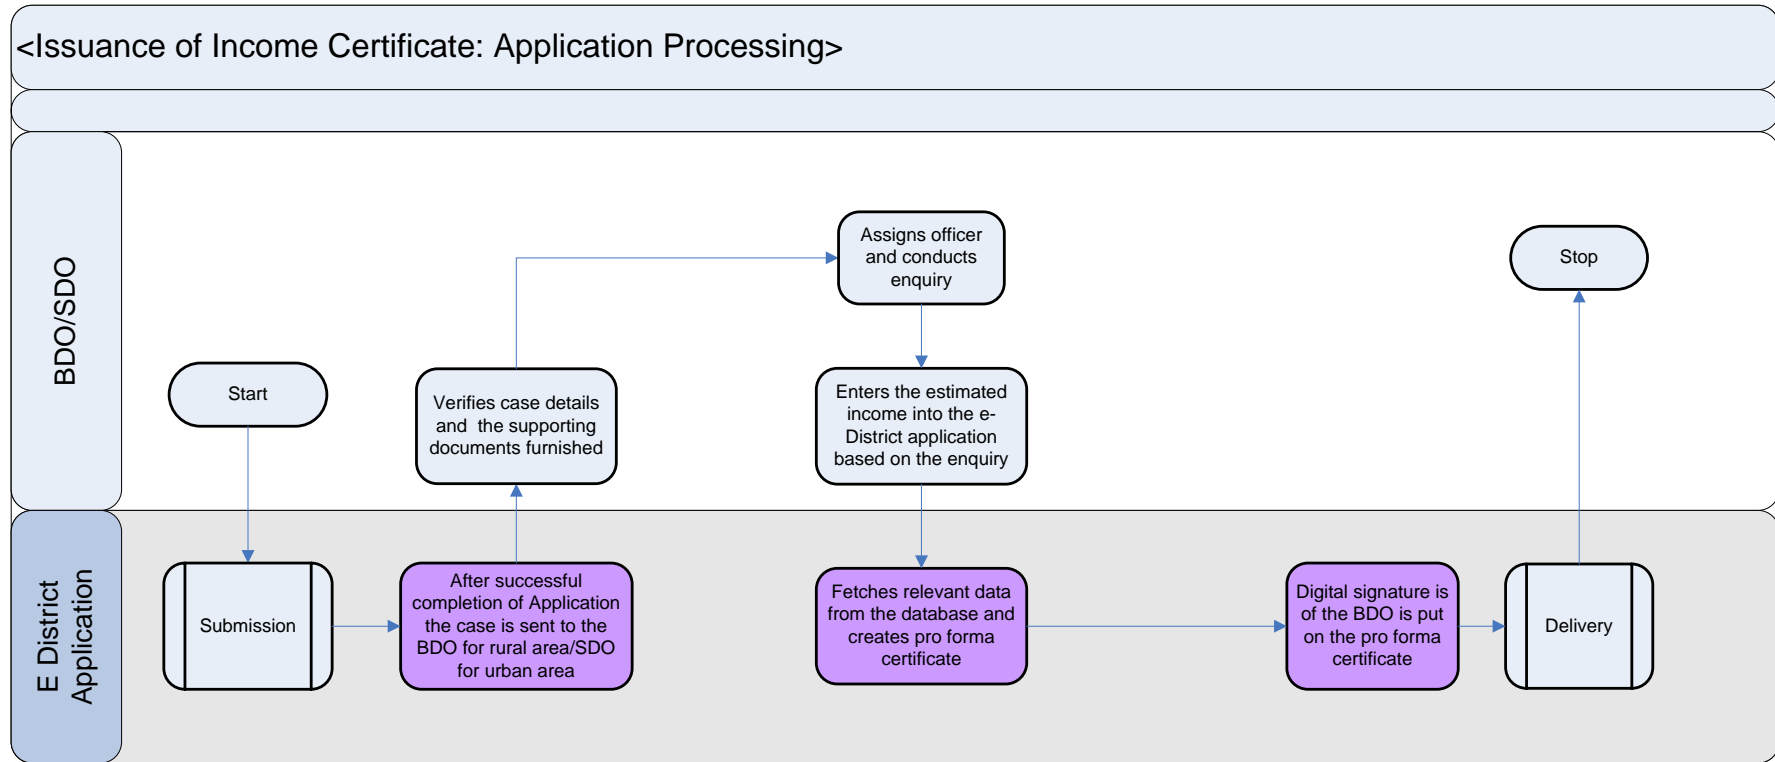 <Issuance of Income Certificate: Application Processing>
BDO/SDO
Start
Verifies case details
and  the supporting
documents furnished
Assigns officer
and conducts
enquiry
Enters the estimated
income into the e-
District application
based on the enquiry
Stop
E District
Application
Submission
After successful
completion of Application
the case is sent to the
BDO for rural area/SDO
for urban area
Fetches relevant data
from the database and
creates pro forma
certificate
Digital signature is
of the BDO is put
on the pro forma
certificate
Delivery